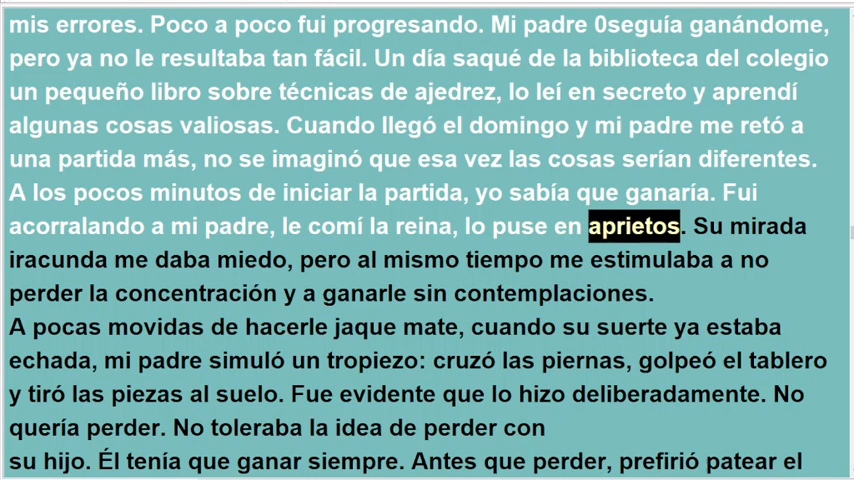 mis errores. Poco a poco fui progresando. Mi padre 0seguía ganándome,
pero ya no le resultaba tan fácil. Un día saqué de la biblioteca del colegio
un pequeño libro sobre técnicas de ajedrez, lo leí en secreto y aprendí
algunas cosas valiosas. Cuando llegó el domingo y mi padre me retó a
una partida más, no se imaginó que esa vez las cosas serían diferentes.
A los pocos minutos de iniciar la partida, yo sabía que ganaría. Fui
acorralando a mi padre, le comí la reina, lo puse en aprietos. Su mirada
iracunda me daba miedo, pero al mismo tiempo me estimulaba a no
perder la concentración y a ganarle sin contemplaciones.
A pocas movidas de hacerle jaque mate, cuando su suerte ya estaba
echada, mi padre simuló un tropiezo: cruzó las piernas, golpeó el tablero
y tiró las piezas al suelo. Fue evidente que lo hizo deliberadamente. No
quería perder. No toleraba la idea de perder con
su hijo. Él tenía que ganar siempre. Antes que perder, prefirió patear el